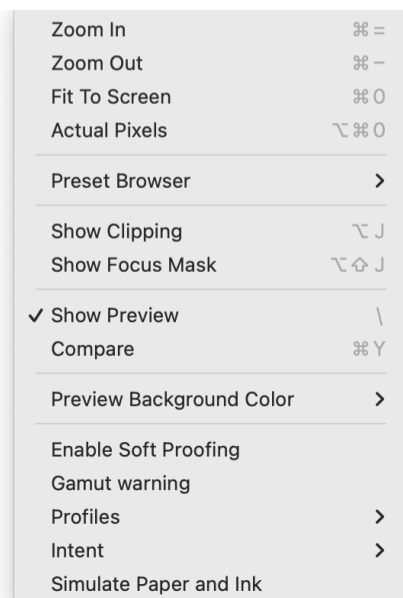 Zoom In ⌘ =
Zoom Out ⌘ −
Fit To Screen ⌘ 0
Actual Pixels ⌥ ⌘ 0
Preset Browser >
Show Clipping ⌥ J
Show Focus Mask ⌥ ⇧ J
✓ Show Preview \
Compare ⌘ Y
Preview Background Color >
Enable Soft Proofing
Gamut warning
Profiles >
Intent >
Simulate Paper and Ink